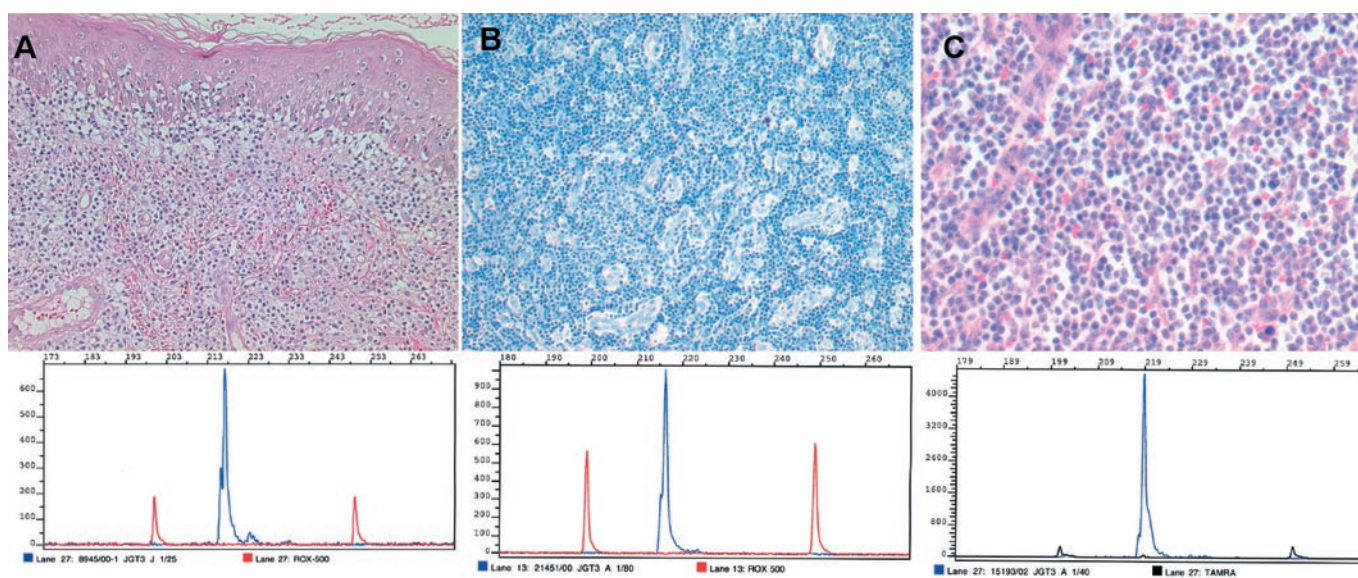 A
B
C
173 183 193 203 213 223 233 243 253 263
600
500
400
300
200
100
0
Lane 27: 8945/00-1 JGT3 J 1/25 Lane 27: ROX-500
180 190 200 210 220 230 240 250 260
900
800
700
600
500
400
300
200
100
0
Lane 13: 21451/00 JGT3 A 1/80 Lane 13: ROX 500
179 189 199 209 219 229 239 249 259
4000
3200
2400
1600
800
0
Lane 27: 15193/02 JGT3 A 1/40 Lane 27: TAMRA